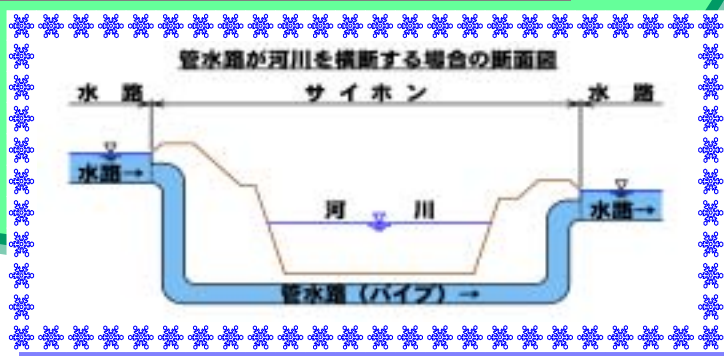 管水路が河川を横断する場合の断面図
水路 サイホン 水路
水路→
河川
水路→
管水路（パイプ）→